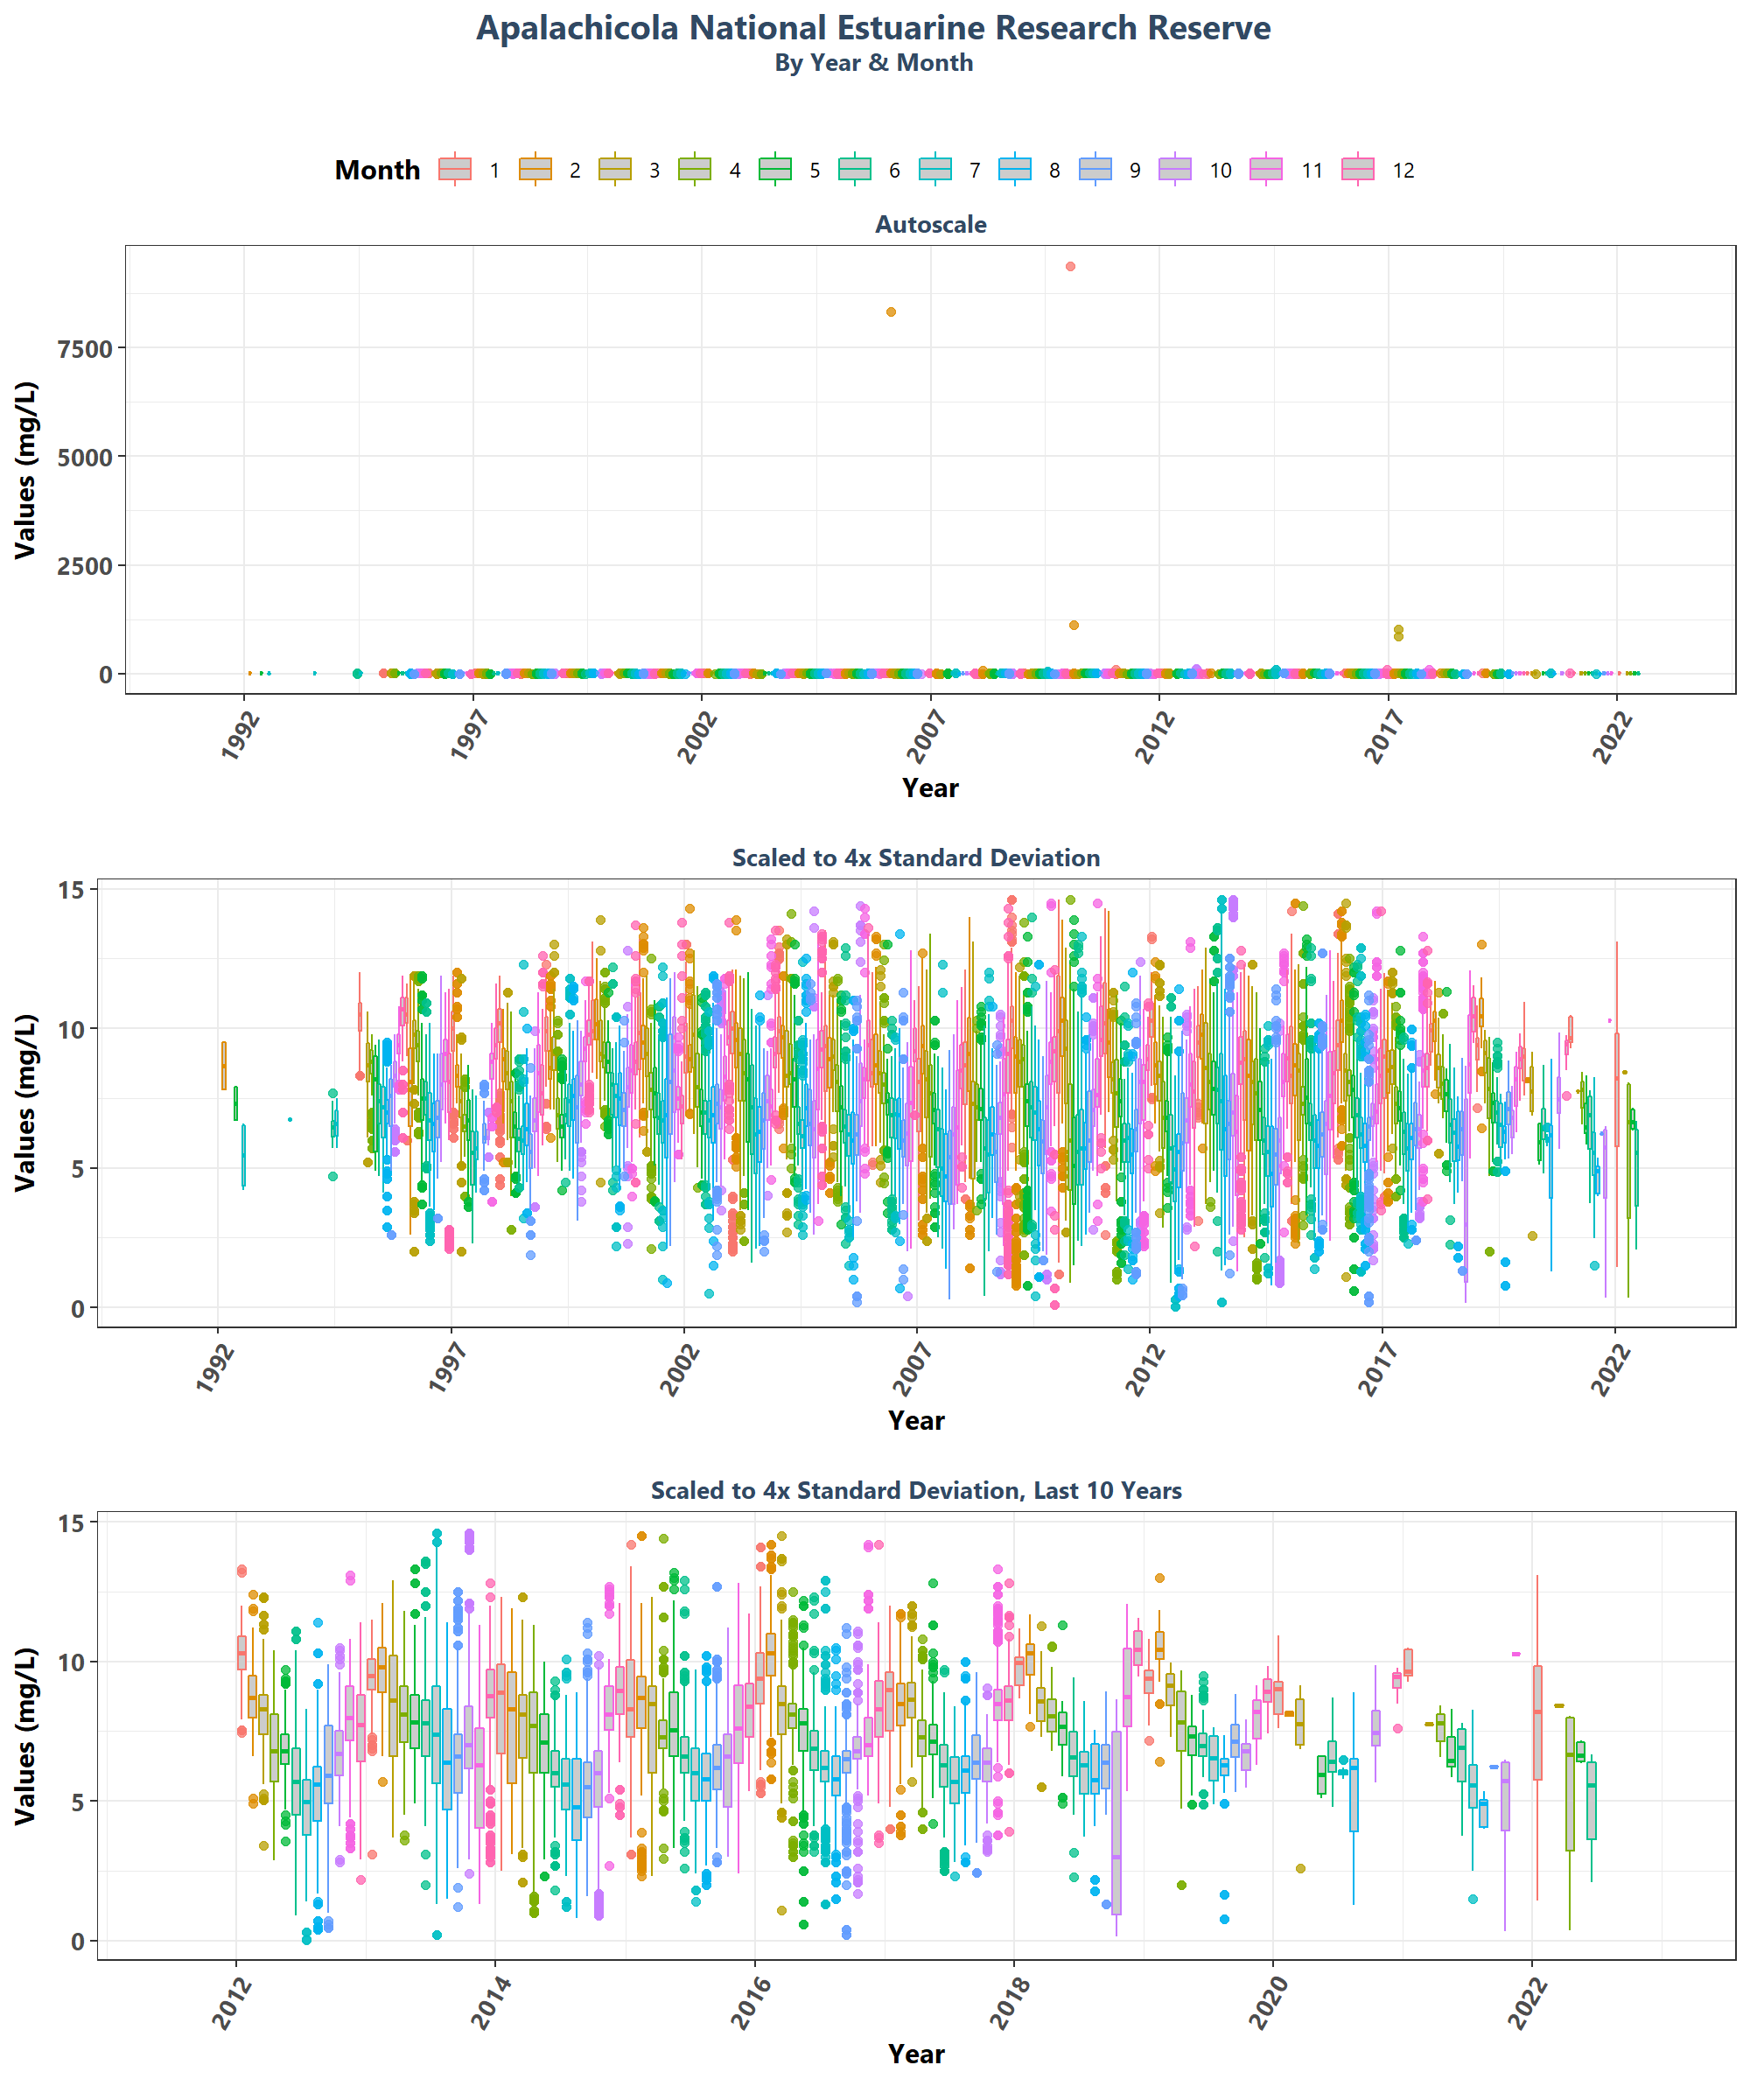 Apalachicola National Estuarine Research Reserve
By Year & Month
Month 1 2 3 4 5 6 7 8 9 10 11 12
Autoscale
Values (mg/L)
7500
5000
2500
0
1992 1997 2002 2007 2012 2017 2022
Year
Scaled to 4x Standard Deviation
Values (mg/L)
15
10
5
0
1992 1997 2002 2007 2012 2017 2022
Year
Scaled to 4x Standard Deviation, Last 10 Years
Values (mg/L)
15
10
5
0
2012 2014 2016 2018 2020 2022
Year